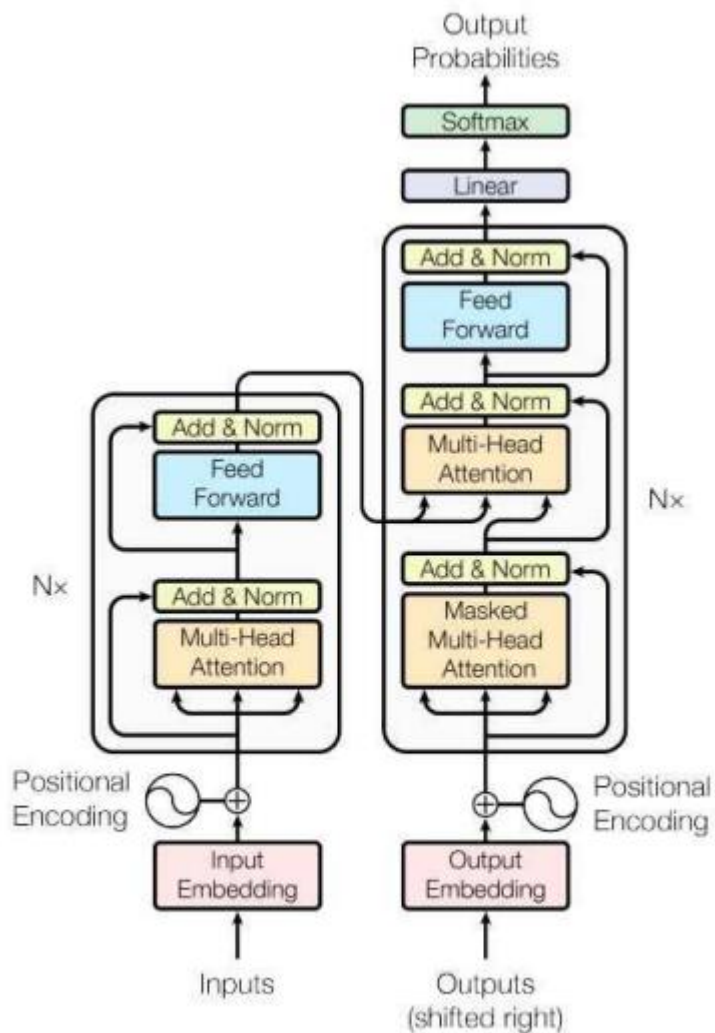 Output
Probabilities
Softmax
Linear
Add & Norm
Feed
Forward
Add & Norm
Multi-Head
Attention
Nx
Add & Norm
Masked
Multi-Head
Attention
Add & Norm
Feed
Forward
Nx
Add & Norm
Multi-Head
Attention
Positional
Encoding
Positional
Encoding
Input
Embedding
Output
Embedding
Inputs
Outputs
(shifted right)